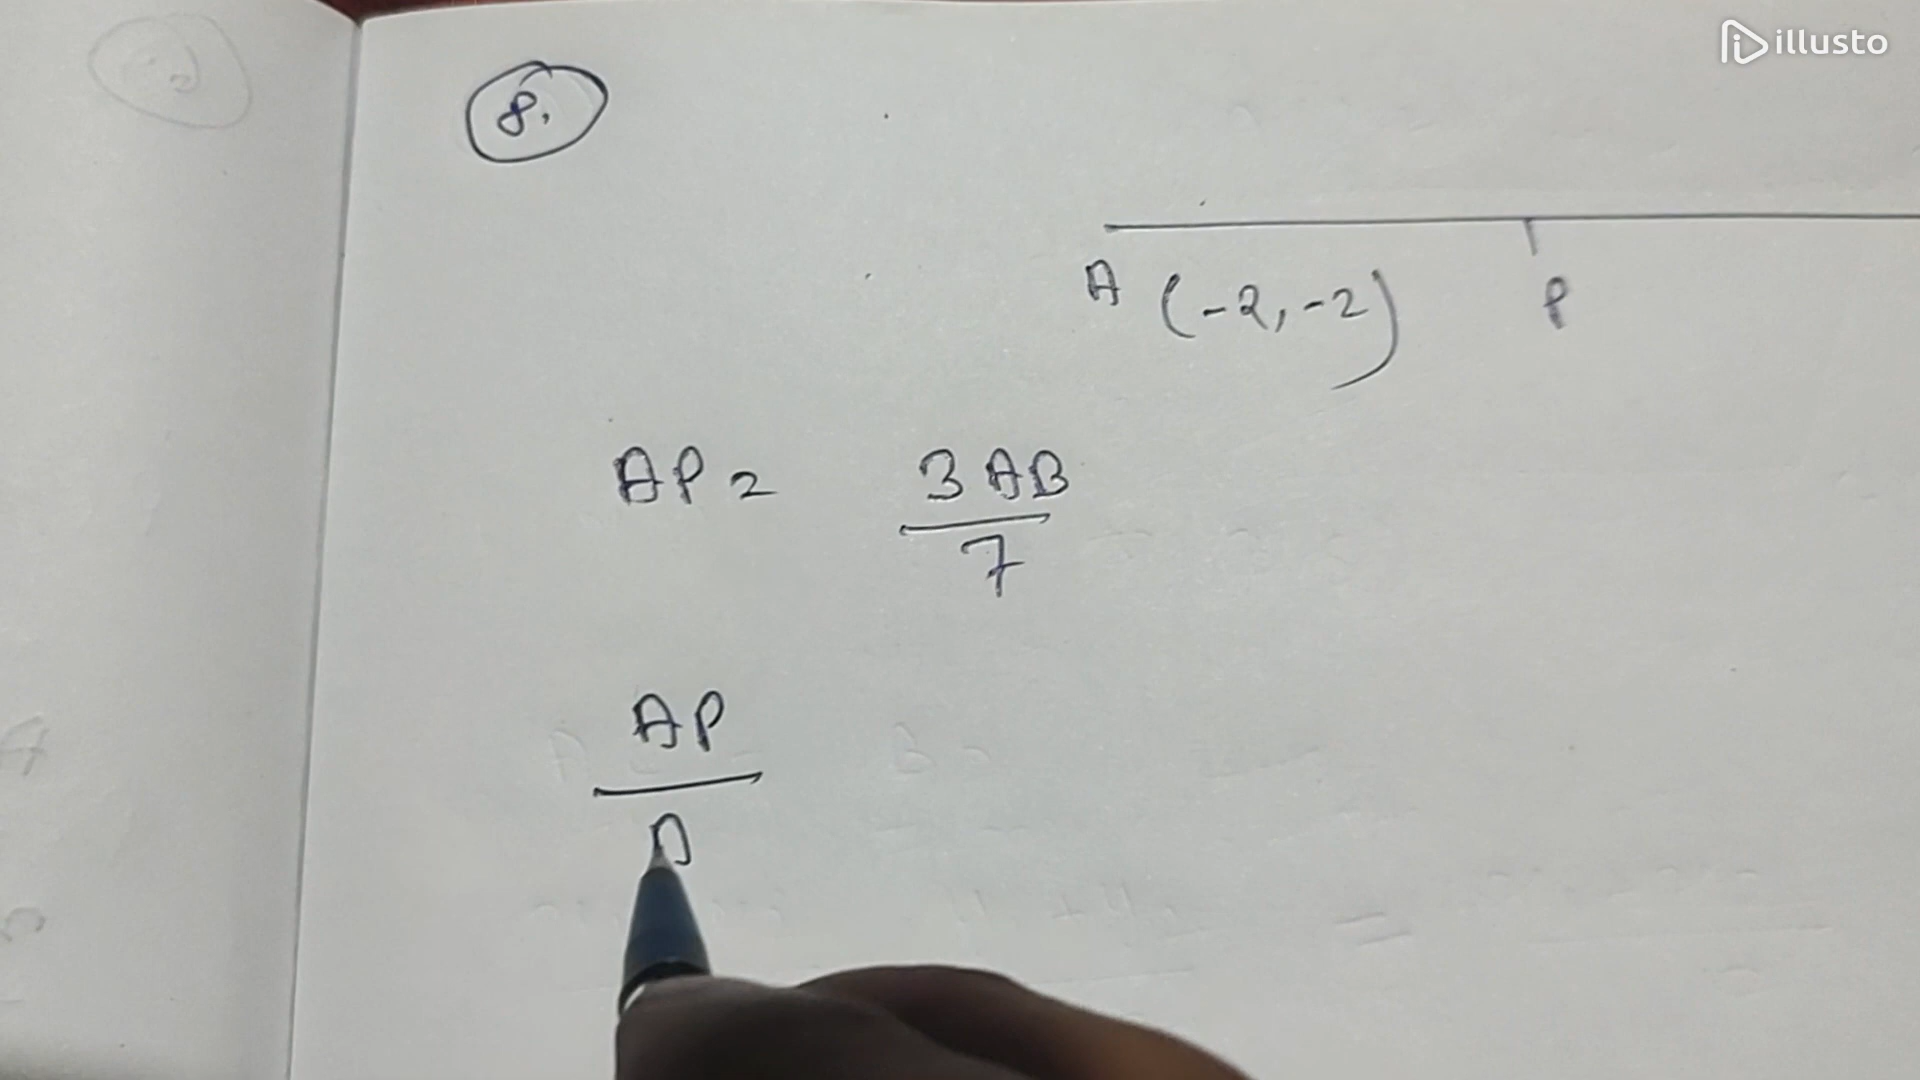 illusto
8.
A (-2, -2) P
AP = 3AB
7
AP
A